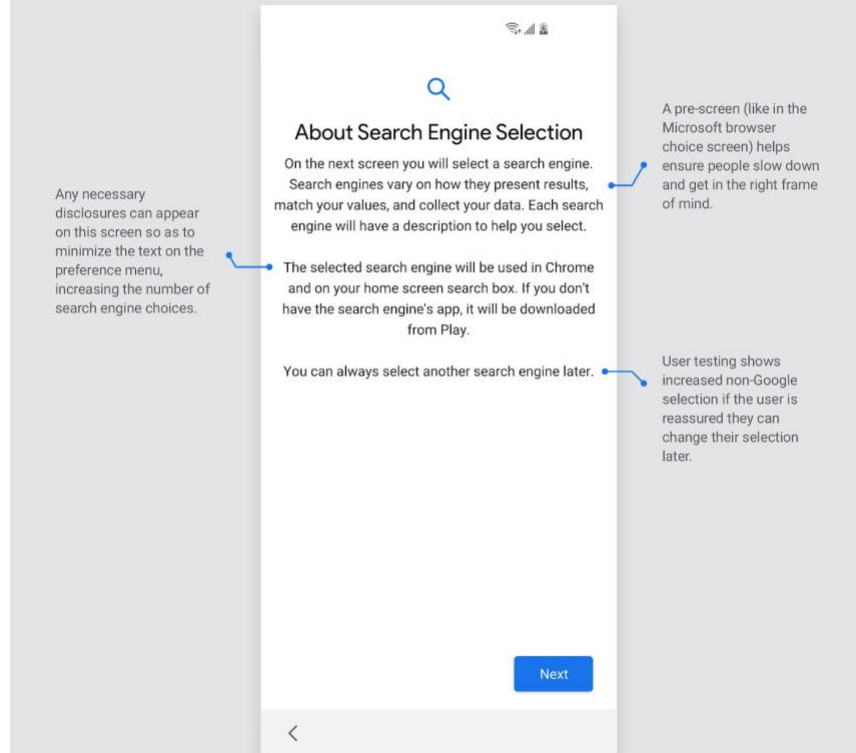 About Search Engine Selection
On the next screen you will select a search engine.
Search engines vary on how they present results,
match your values, and collect your data. Each search
engine will have a description to help you select.
The selected search engine will be used in Chrome
and on your home screen search box. If you don't
have the search engine's app, it will be downloaded
from Play.
You can always select another search engine later.
Next
Any necessary
disclosures can appear
on this screen so as to
minimize the text on the
preference menu,
increasing the number of
search engine choices.
A pre-screen (like in the
Microsoft browser
choice screen) helps
ensure people slow down
and get in the right frame
of mind.
User testing shows
increased non-Google
selection if the user is
reassured they can
change their selection
later.